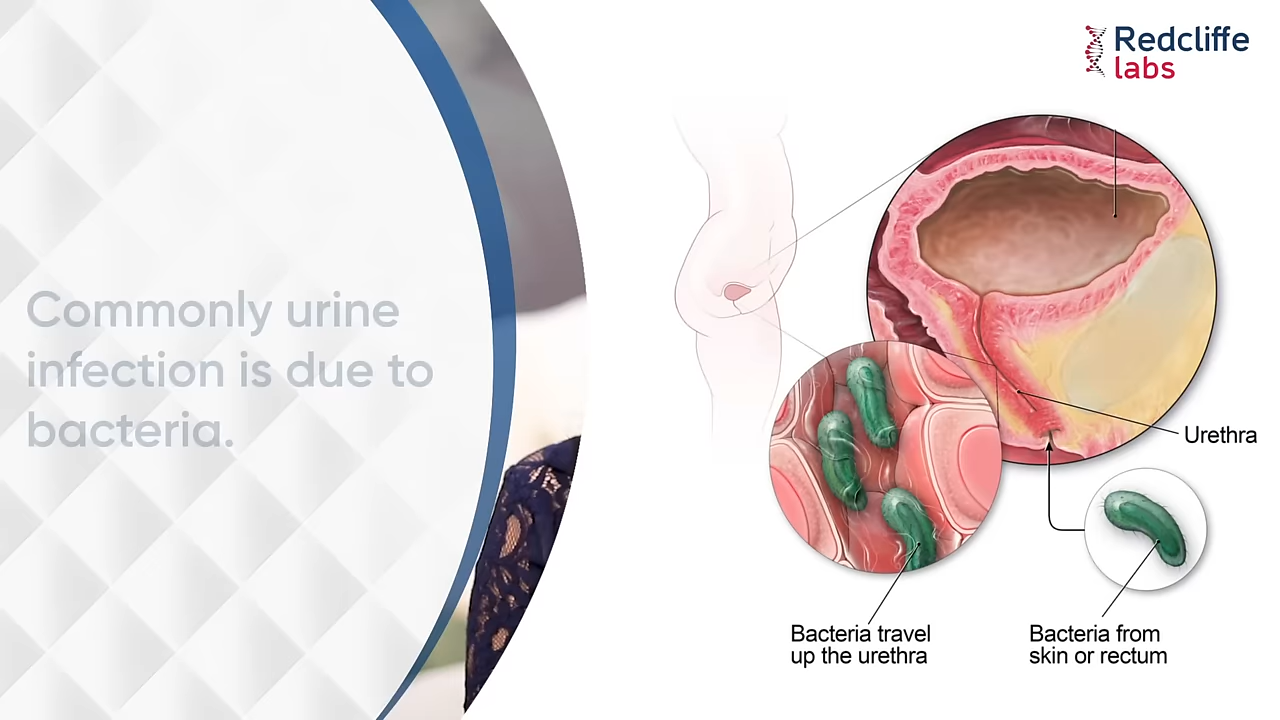 Redcliffe
labs
Commonly urine
infection is due to
bacteria.
Urethra
Bacteria travel
up the urethra
Bacteria from
skin or rectum